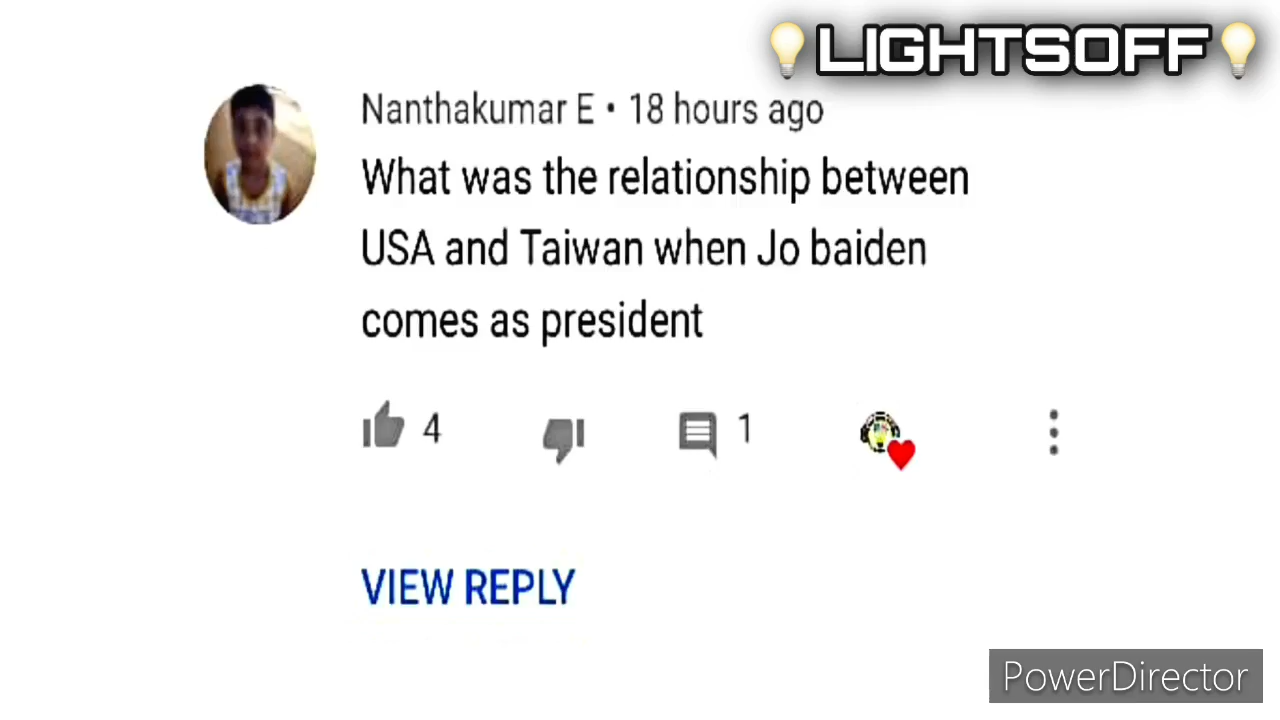 LIGHTSOFF
Nanthakumar E • 18 hours ago
What was the relationship between
USA and Taiwan when Jo baiden
comes as president
4
1
VIEW REPLY
PowerDirector